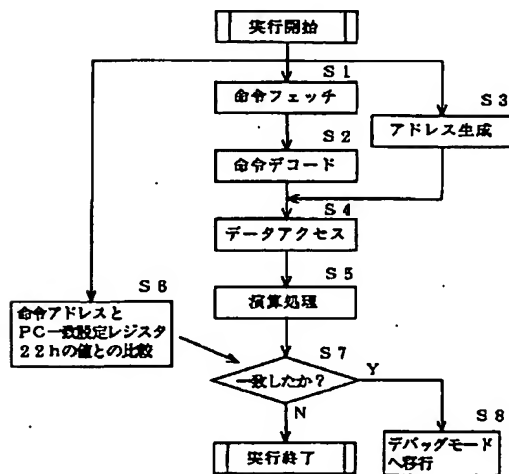 実行開始
S1
命令フェッチ
S3
アドレス生成
S2
命令デコード
S4
データアクセス
S5
演算処理
S6
命令アドレスと
PC一致設定レジスタ
22hの値との比較
S7
一致したか?
Y
N
S8
デバッグモード
へ移行
実行終了